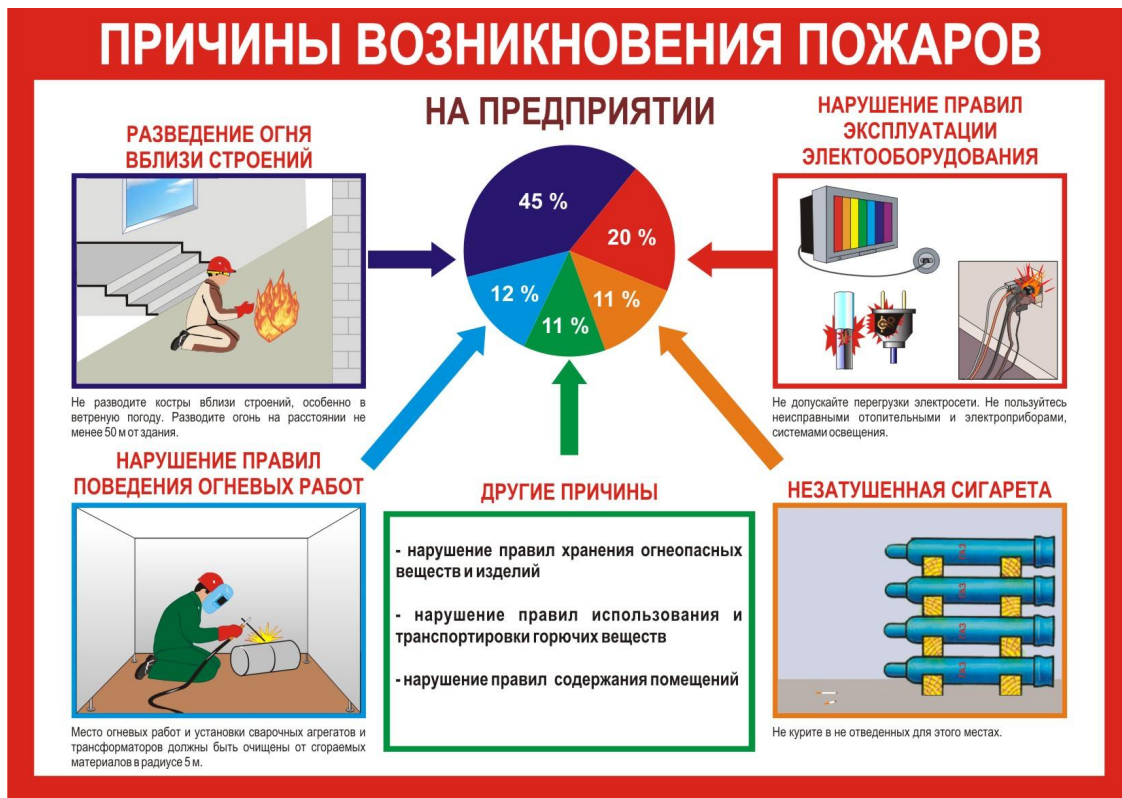 ПРИЧИНЫ ВОЗНИКНОВЕНИЯ ПОЖАРОВ
НА ПРЕДПРИЯТИИ
РАЗВЕДЕНИЕ ОГНЯ
ВБЛИЗИ СТРОЕНИЙ
Не разводите костры вблизи строений, особенно в
ветреную погоду. Разводите огонь на расстоянии не
менее 50 м от здания.
45 %
20 %
12 %
11 %
11 %
НАРУШЕНИЕ ПРАВИЛ
ЭКСПЛУАТАЦИИ
ЭЛЕКТООБОРУДОВАНИЯ
Не допускайте перегрузки электросети. Не пользуйтесь
неисправными отопительными и электроприборами,
системами освещения.
НАРУШЕНИЕ ПРАВИЛ
ПОВЕДЕНИЯ ОГНЕВЫХ РАБОТ
Место огневых работ и установки сварочных агрегатов и
трансформаторов должны быть очищены от сгораемых
материалов в радиусе 5 м.
ДРУГИЕ ПРИЧИНЫ
- нарушение правил хранения огнеопасных
веществ и изделий
- нарушение правил использования и
транспортировки горючих веществ
- нарушение правил содержания помещений
НЕЗАТУШЕННАЯ СИГАРЕТА
ГАЗ
ГАЗ
ГАЗ
ГАЗ
Не курите в не отведенных для этого местах.